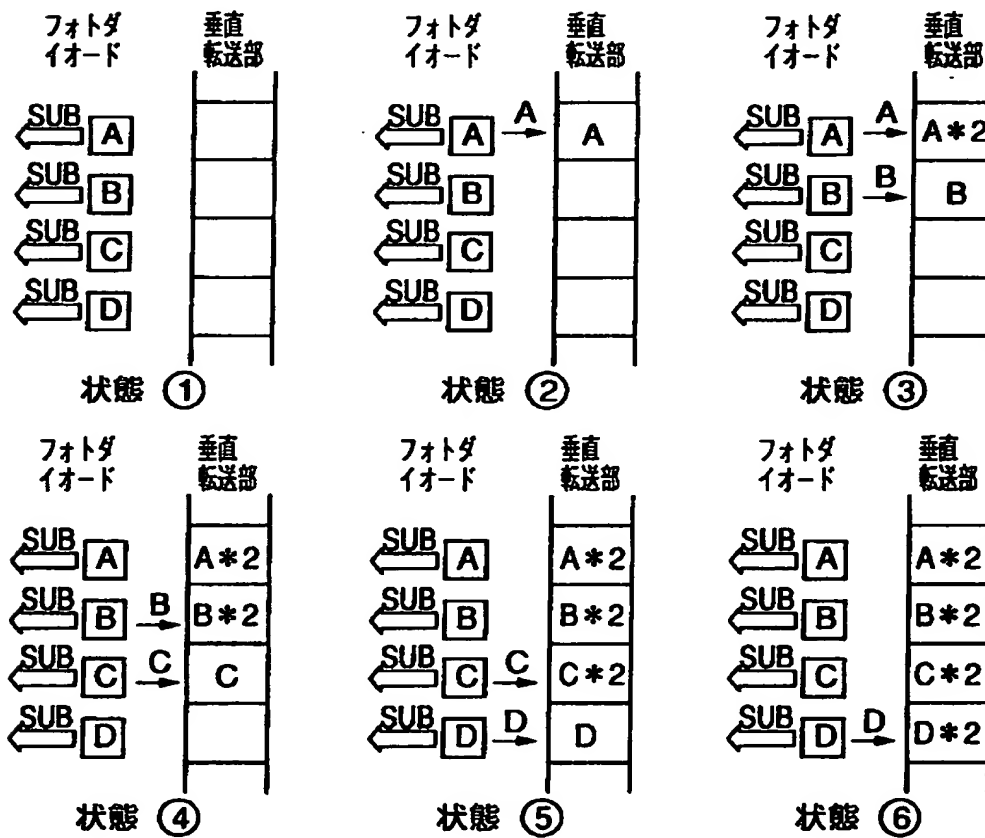 フォトダ
イオード
垂直
転送部
SUB A
SUB B
SUB C
SUB D
状態 ①
フォトダ
イオード
垂直
転送部
SUB A A A
SUB B
SUB C
SUB D
状態 ②
フォトダ
イオード
垂直
転送部
SUB A A A*2
SUB B B B
SUB C
SUB D
状態 ③
フォトダ
イオード
垂直
転送部
SUB A A*2
SUB B B B*2
SUB C C C
SUB D
状態 ④
フォトダ
イオード
垂直
転送部
SUB A A*2
SUB B B*2
SUB C C C*2
SUB D D D
状態 ⑤
フォトダ
イオード
垂直
転送部
SUB A A*2
SUB B B*2
SUB C C*2
SUB D D D*2
状態 ⑥